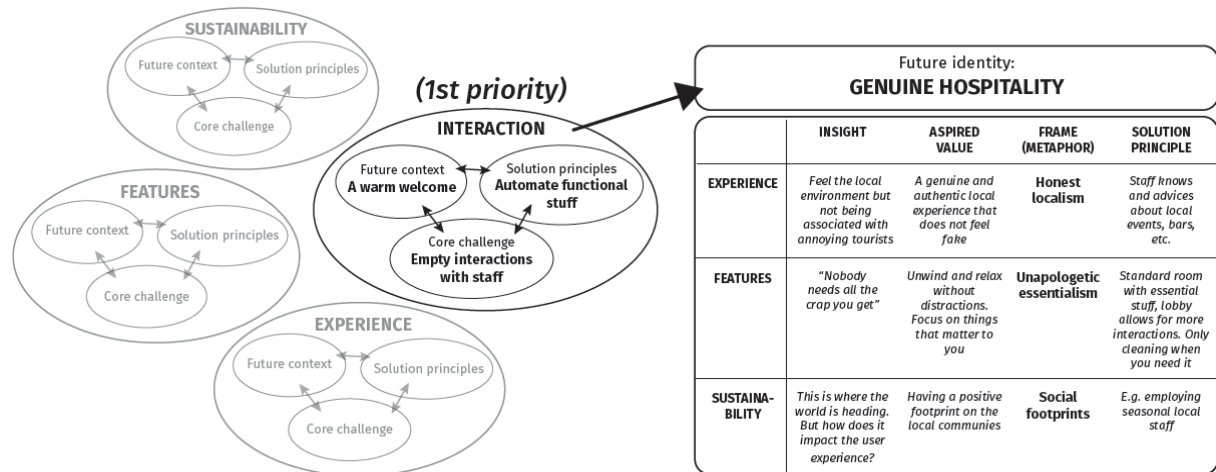 SUSTAINABILITY
Future context
Solution principles
Core challenge
FEATURES
Future context
Solution principles
Core challenge
EXPERIENCE
Future context
Solution principles
Core challenge
(1st priority)
INTERACTION
Future context
A warm welcome
Solution principles
Automate functional
stuff
Core challenge
Empty interactions
with staff
Future identity:
GENUINE HOSPITALITY
INSIGHT
ASPIRED
VALUE
FRAME
(METAPHOR)
SOLUTION
PRINCIPLE
EXPERIENCE
Feel the local
environment but
not being
associated with
annoying tourists
A genuine and
authentic local
experience that
does not feel
fake
Honest
localism
Staff knows
and advices
about local
events, bars,
etc.
FEATURES
“Nobody
needs all the
crap you get”
Unwind and relax
without
distractions.
Focus on things
that matter to
you
Unapologetic
essentialism
Standard room
with essential
stuff, lobby
allows for more
interactions. Only
cleaning when
you need it
SUSTAINA-
BILITY
This is where the
world is heading.
But how does it
impact the user
experience?
Having a positive
footprint on the
local communies
Social
footprints
E.g. employing
seasonal local
staff